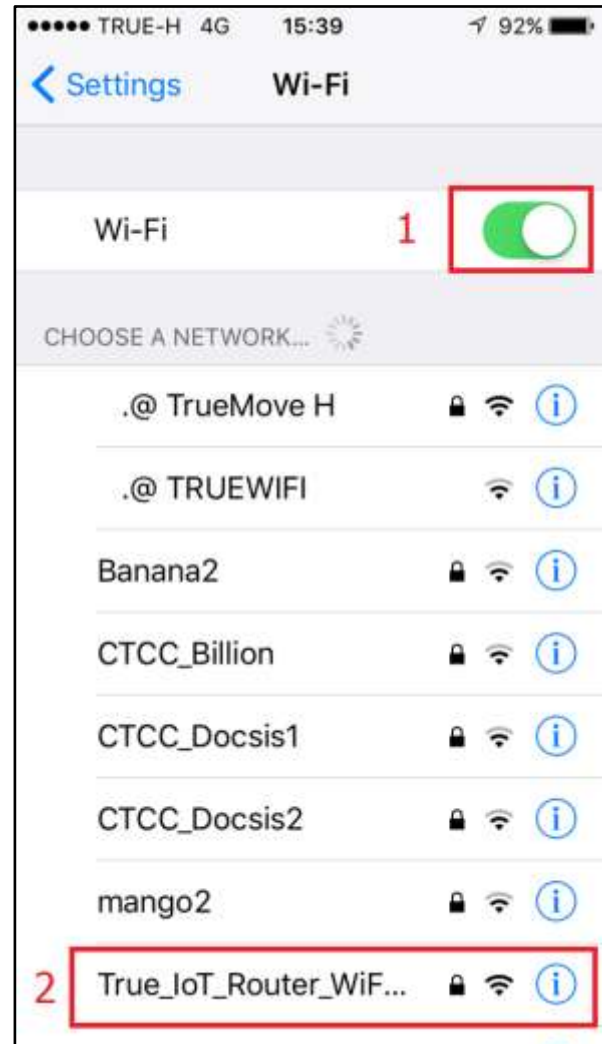 TRUE-H 4G 15:39 92%
Settings Wi-Fi
Wi-Fi 1
CHOOSE A NETWORK...
.@ TrueMove H
.@ TRUEWIFI
Banana2
CTCC_Billion
CTCC_Docsis1
CTCC_Docsis2
mango2
2 True_IoT_Router_WiF...